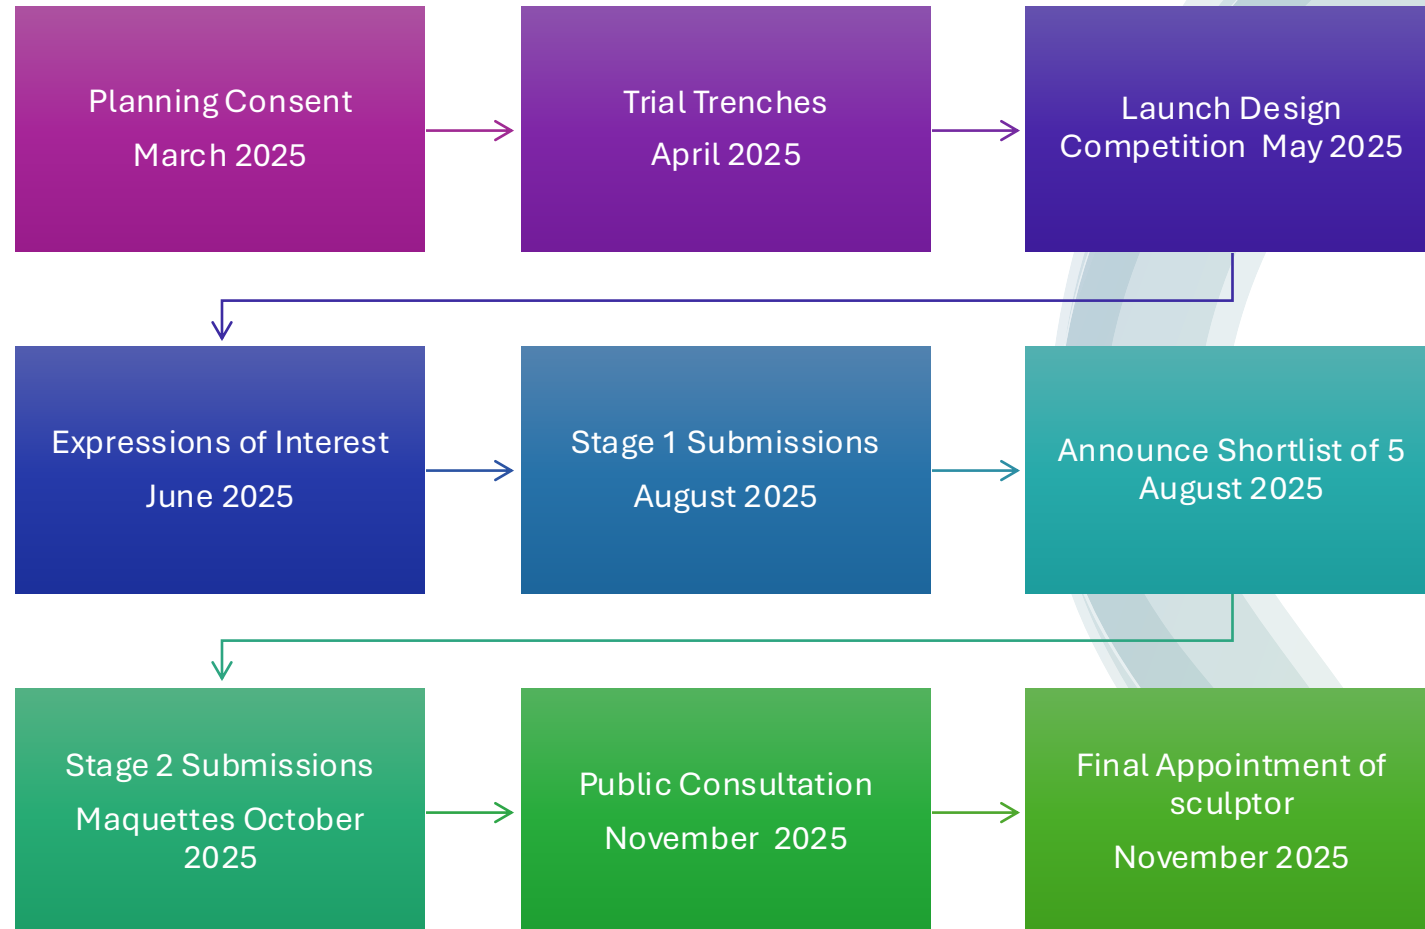 Planning Consent
March 2025
Trial Trenches
April 2025
Launch Design
Competition  May 2025
Expressions of Interest
June 2025
Stage 1 Submissions
August 2025
Announce Shortlist of 5
August 2025
Stage 2 Submissions
Maquettes October
2025
Public Consultation
November  2025
Final Appointment of
sculptor
November 2025